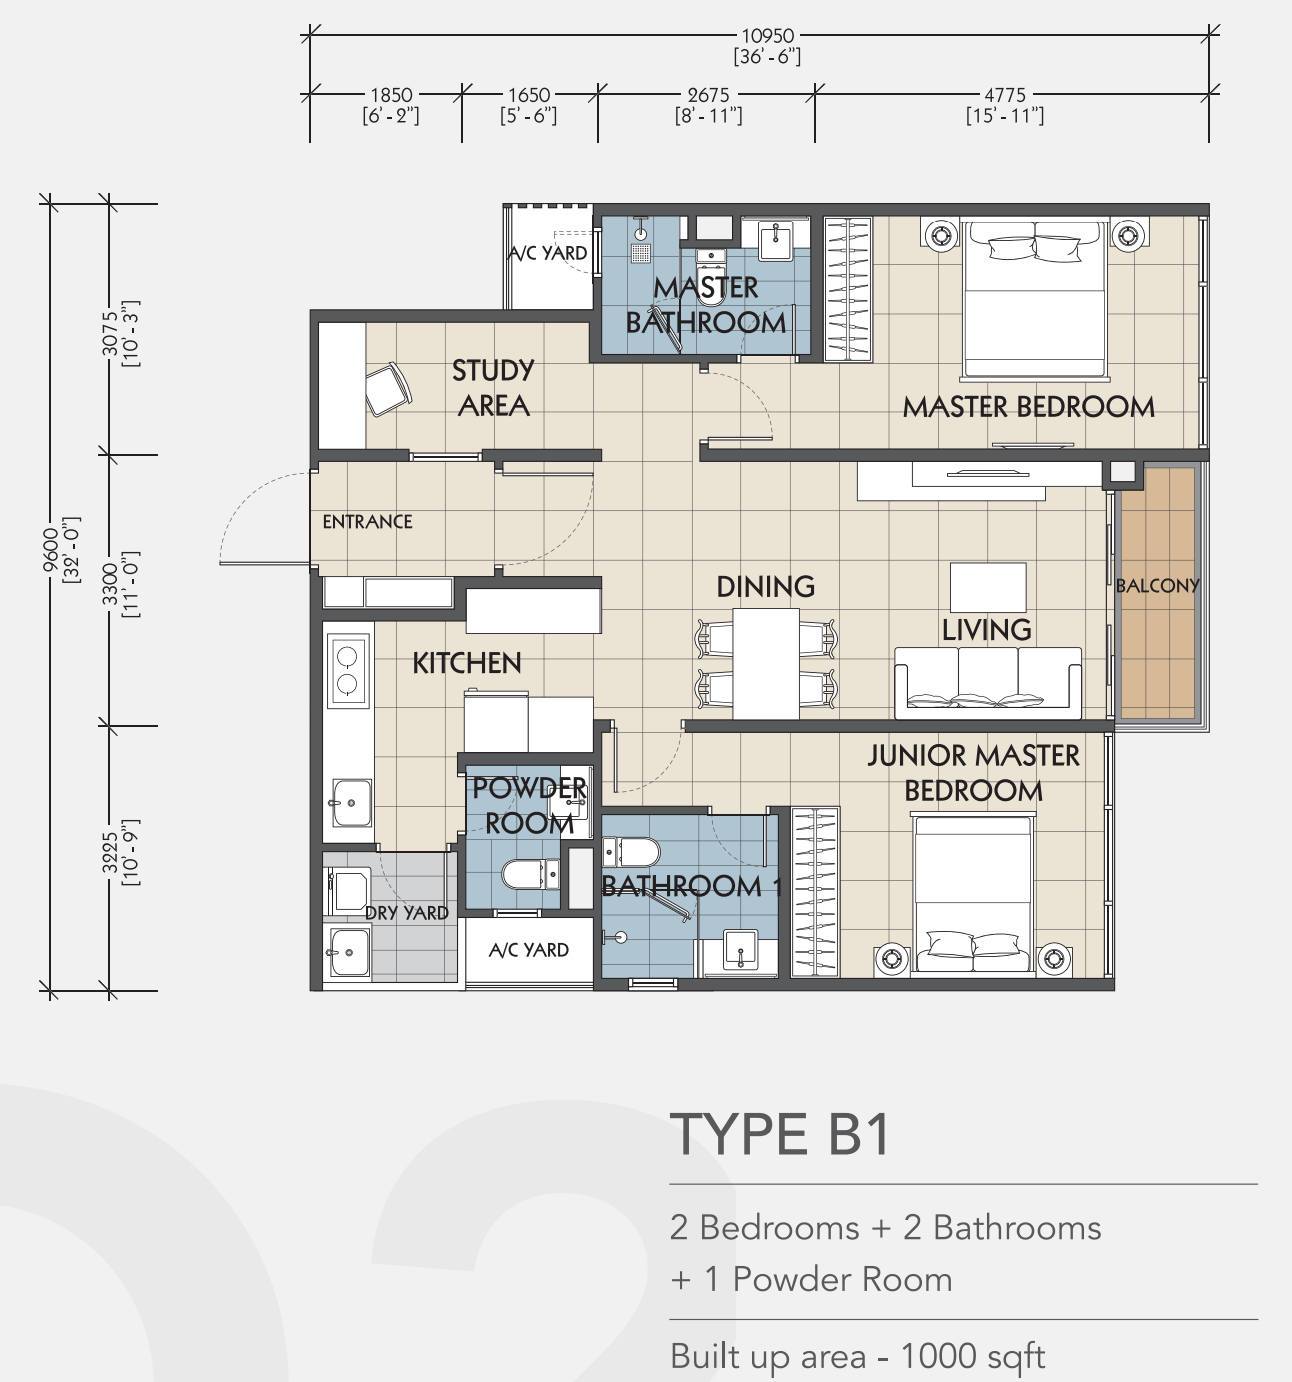 10950
[36' - 6"]
1850
[6' - 2"]
1650
[5' - 6"]
2675
[8' - 11"]
4775
[15' - 11"]
9600
[32' - 0"]
3075
[10' - 3"]
3300
[11' - 0"]
3225
[10' - 9"]
A/C YARD
MASTER
BATHROOM
STUDY
AREA
MASTER BEDROOM
ENTRANCE
DINING
BALCONY
LIVING
KITCHEN
JUNIOR MASTER
BEDROOM
POWDER
ROOM
BATHROOM 1
DRY YARD
A/C YARD
02
TYPE B1
2 Bedrooms + 2 Bathrooms
+ 1 Powder Room
Built up area - 1000 sqft